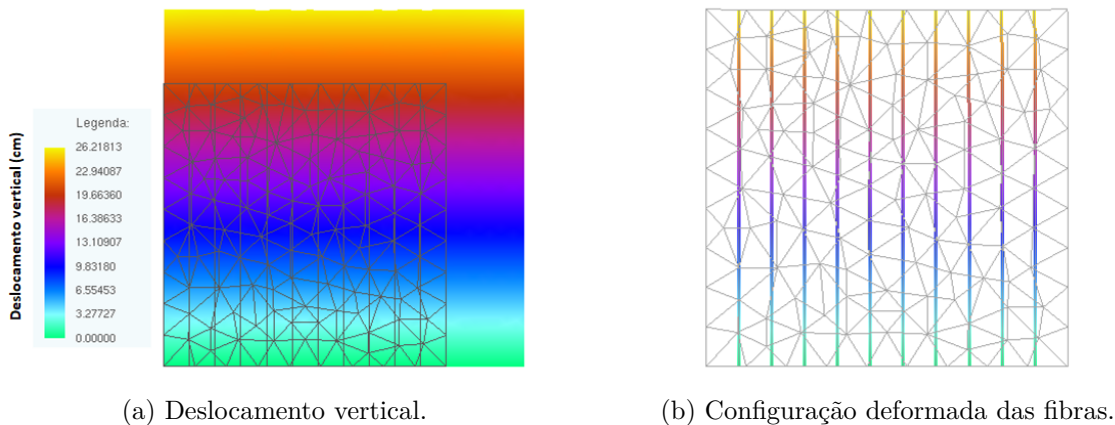 Legenda:
Deslocamento vertical (cm)
26.21813
22.94087
19.66360
16.38633
13.10907
9.83180
6.55453
3.27727
0.00000
(a) Deslocamento vertical.
(b) Configuração deformada das fibras.